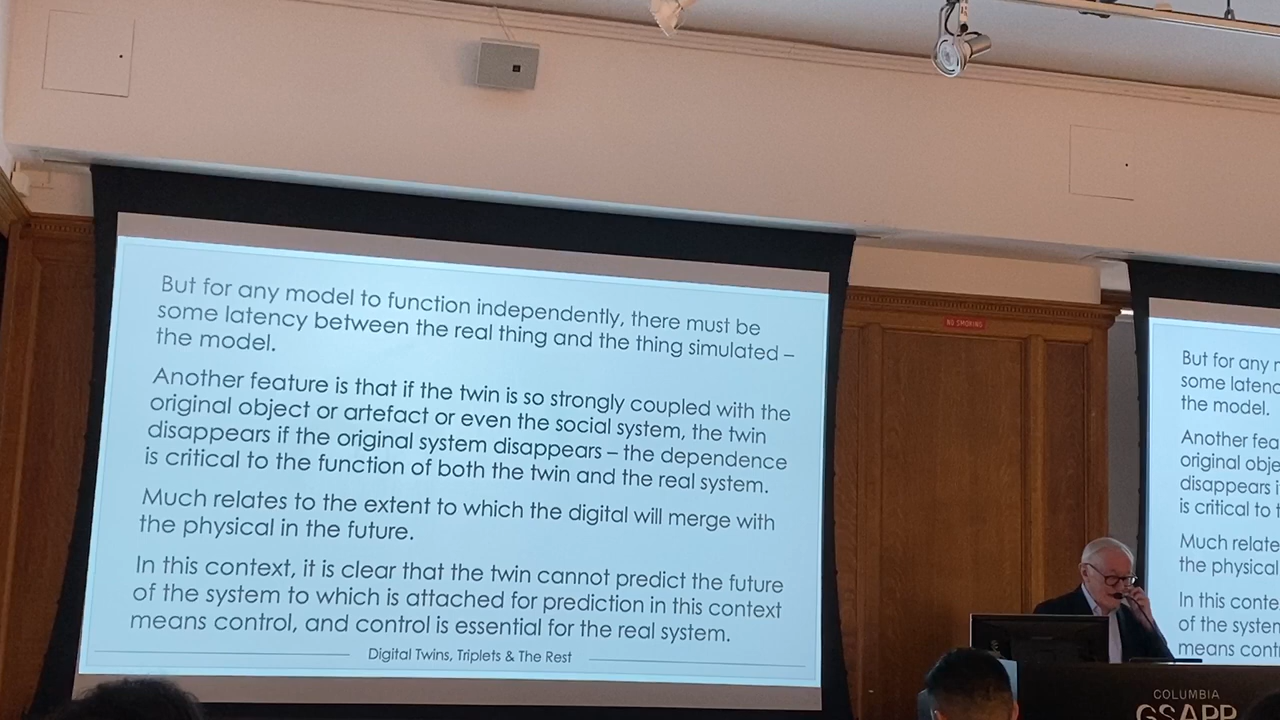 But for any model to function independently, there must be
some latency between the real thing and the thing simulated –
the model.
Another feature is that if the twin is so strongly coupled with the
original object or artefact or even the social system, the twin
disappears if the original system disappears – the dependence
is critical to the function of both the twin and the real system.
Much relates to the extent to which the digital will merge with
the physical in the future.
In this context, it is clear that the twin cannot predict the future
of the system to which is attached for prediction in this context
means control, and control is essential for the real system.
Digital Twins, Triplets & The Rest
NO SMOKING
But for any
some
the model.
Another
original
disappears
is critical to
Much
the physical
In this
of the
means
COLUMBIA
GSAPP